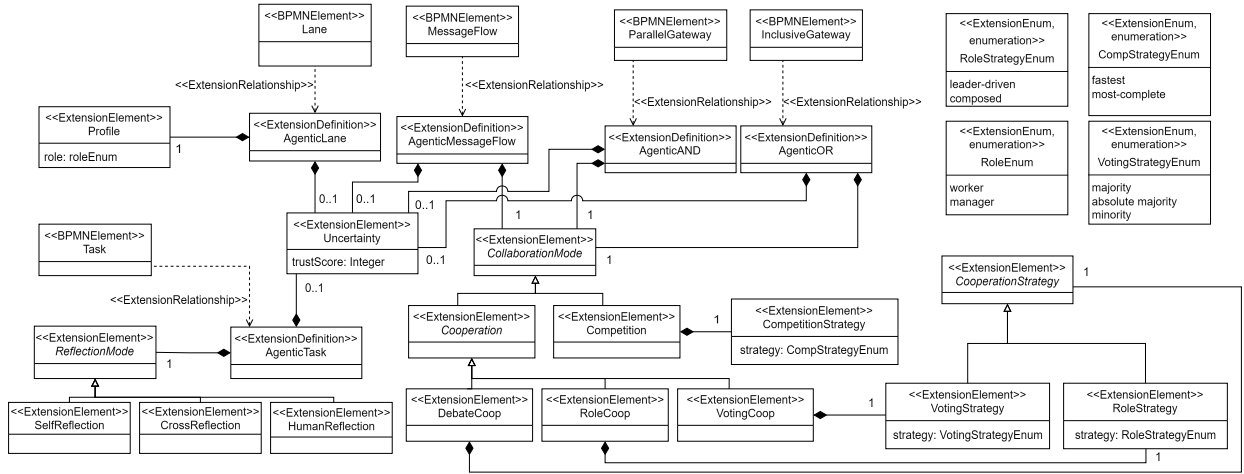 <<BPMNElement>>
Lane
<<BPMNElement>>
MessageFlow
<<BPMNElement>>
ParallelGateway
<<BPMNElement>>
InclusiveGateway
<<ExtensionEnum,
enumeration>>
RoleStrategyEnum
leader-driven
composed
<<ExtensionEnum,
enumeration>>
CompStrategyEnum
fastest
most-complete
<<ExtensionRelationship>>
<<ExtensionRelationship>>
<<ExtensionRelationship>>
<<ExtensionRelationship>>
<<ExtensionElement>>
Profile
role: roleEnum
1
<<ExtensionDefinition>>
AgenticLane
<<ExtensionDefinition>>
AgenticMessageFlow
<<ExtensionDefinition>>
AgenticAND
<<ExtensionDefinition>>
AgenticOR
<<ExtensionEnum,
enumeration>>
RoleEnum
worker
manager
<<ExtensionEnum,
enumeration>>
VotingStrategyEnum
majority
absolute majority
minority
0..1
0..1
0..1
1
1
<<BPMNElement>>
Task
<<ExtensionElement>>
Uncertainty
trustScore: Integer
0..1
<<ExtensionElement>>
CollaborationMode
1
0..1
<<ExtensionRelationship>>
<<ExtensionElement>>
CooperationStrategy
1
<<ExtensionElement>>
ReflectionMode
1
<<ExtensionDefinition>>
AgenticTask
<<ExtensionElement>>
Cooperation
<<ExtensionElement>>
Competition
1
<<ExtensionElement>>
CompetitionStrategy
strategy: CompStrategyEnum
<<ExtensionElement>>
SelfReflection
<<ExtensionElement>>
CrossReflection
<<ExtensionElement>>
HumanReflection
<<ExtensionElement>>
DebateCoop
<<ExtensionElement>>
RoleCoop
<<ExtensionElement>>
VotingCoop
1
<<ExtensionElement>>
VotingStrategy
strategy: VotingStrategyEnum
<<ExtensionElement>>
RoleStrategy
strategy: RoleStrategyEnum
1